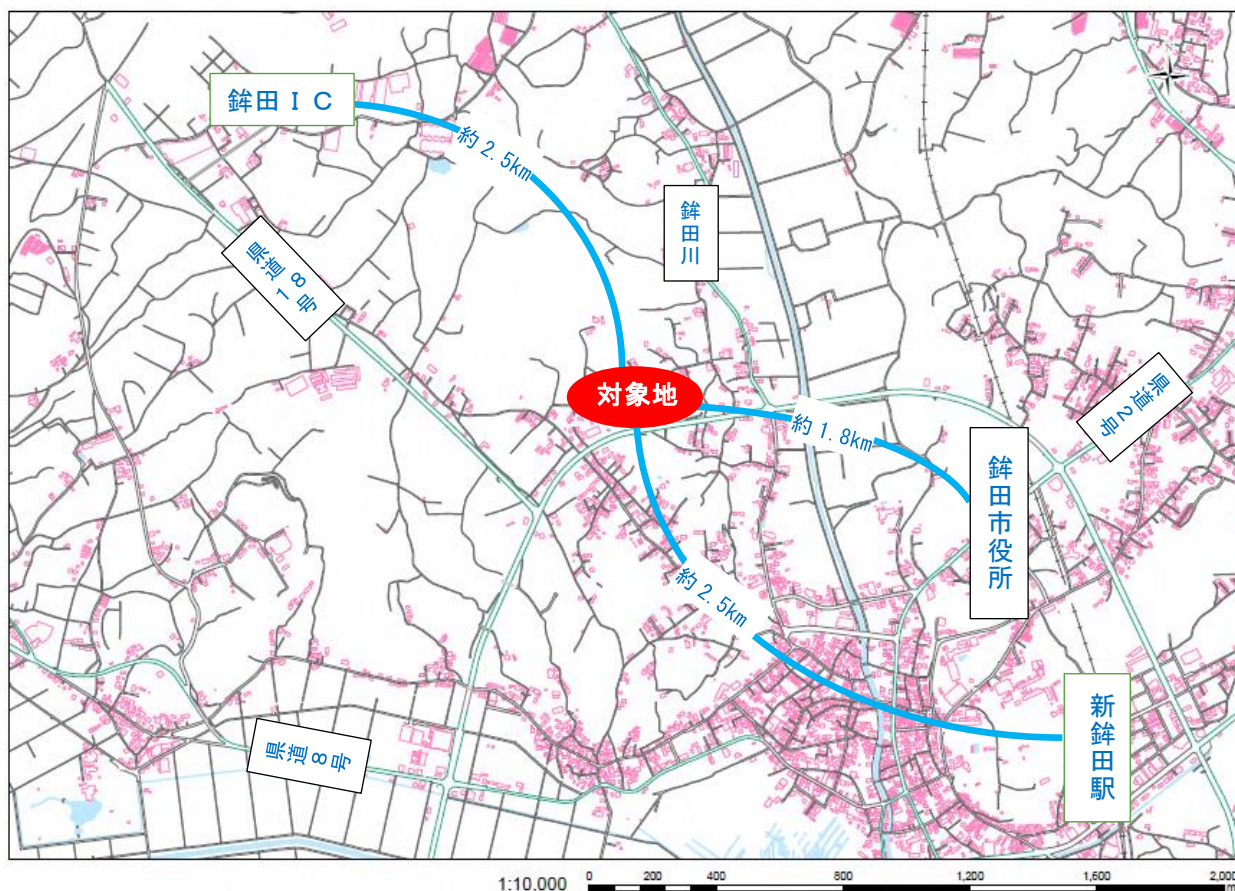 鉾田IC
約2.5km
鉾田川
県道18号
対象地
県道2号
約1.8km
鉾田市役所
約2.5km
新鉾田駅
県道8号
1:10,000
0 200 400 800 1,200 1,600 2,000
m